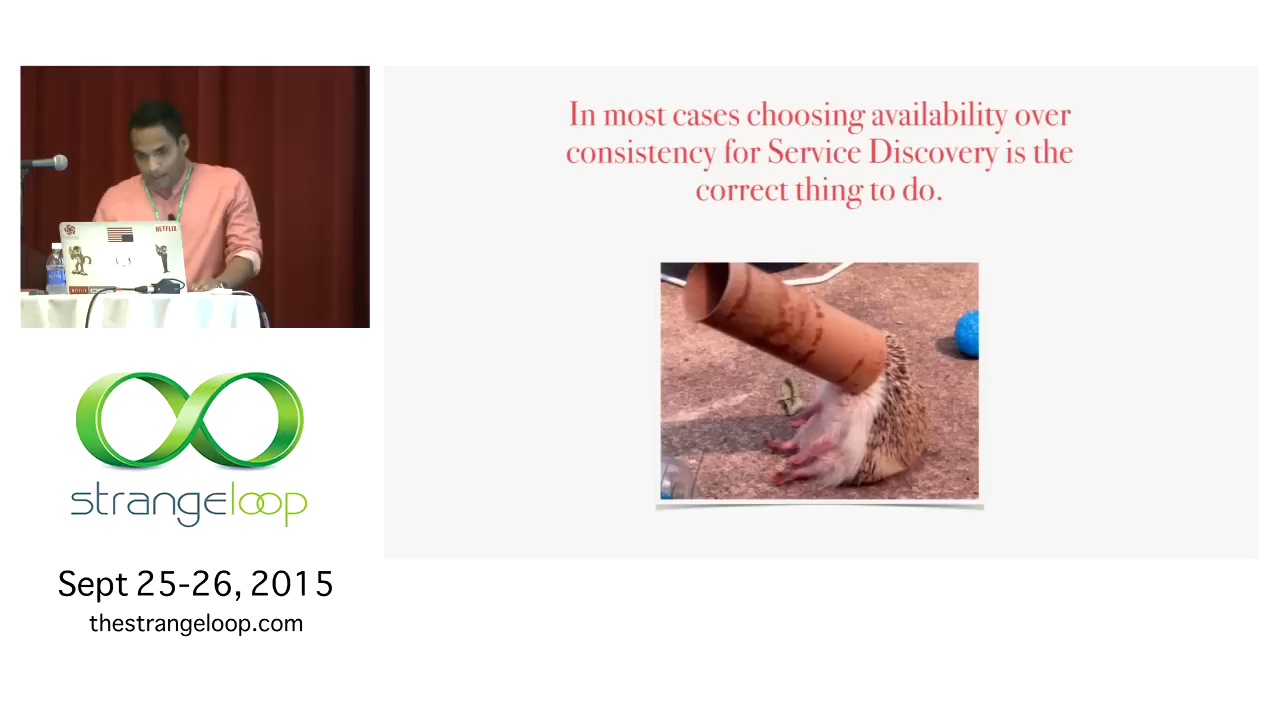 In most cases choosing availability over
consistency for Service Discovery is the
correct thing to do.
NETFLIX
NETFLIX
strangeloop
Sept 25-26, 2015
thestrangeloop.com